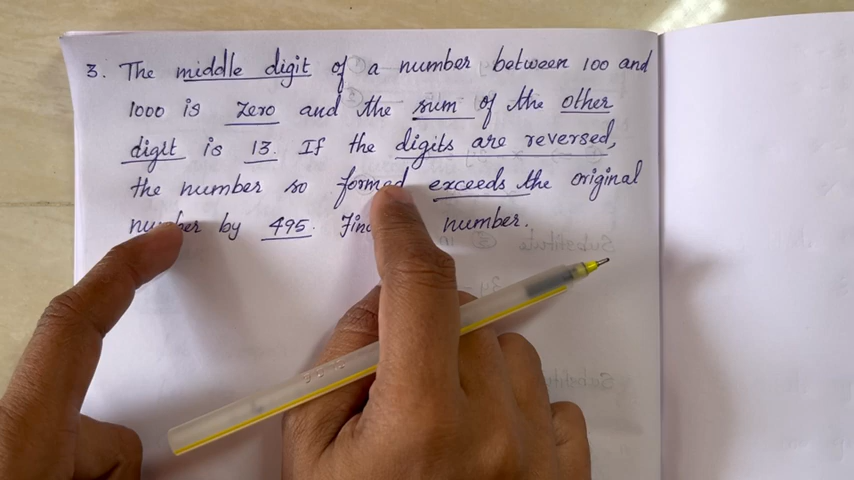 3. The middle digit of a number between 100 and
1000 is zero and the sum of the other
digit is 13. If the digits are reversed,
the number so formed exceeds the original
number by 495. number.